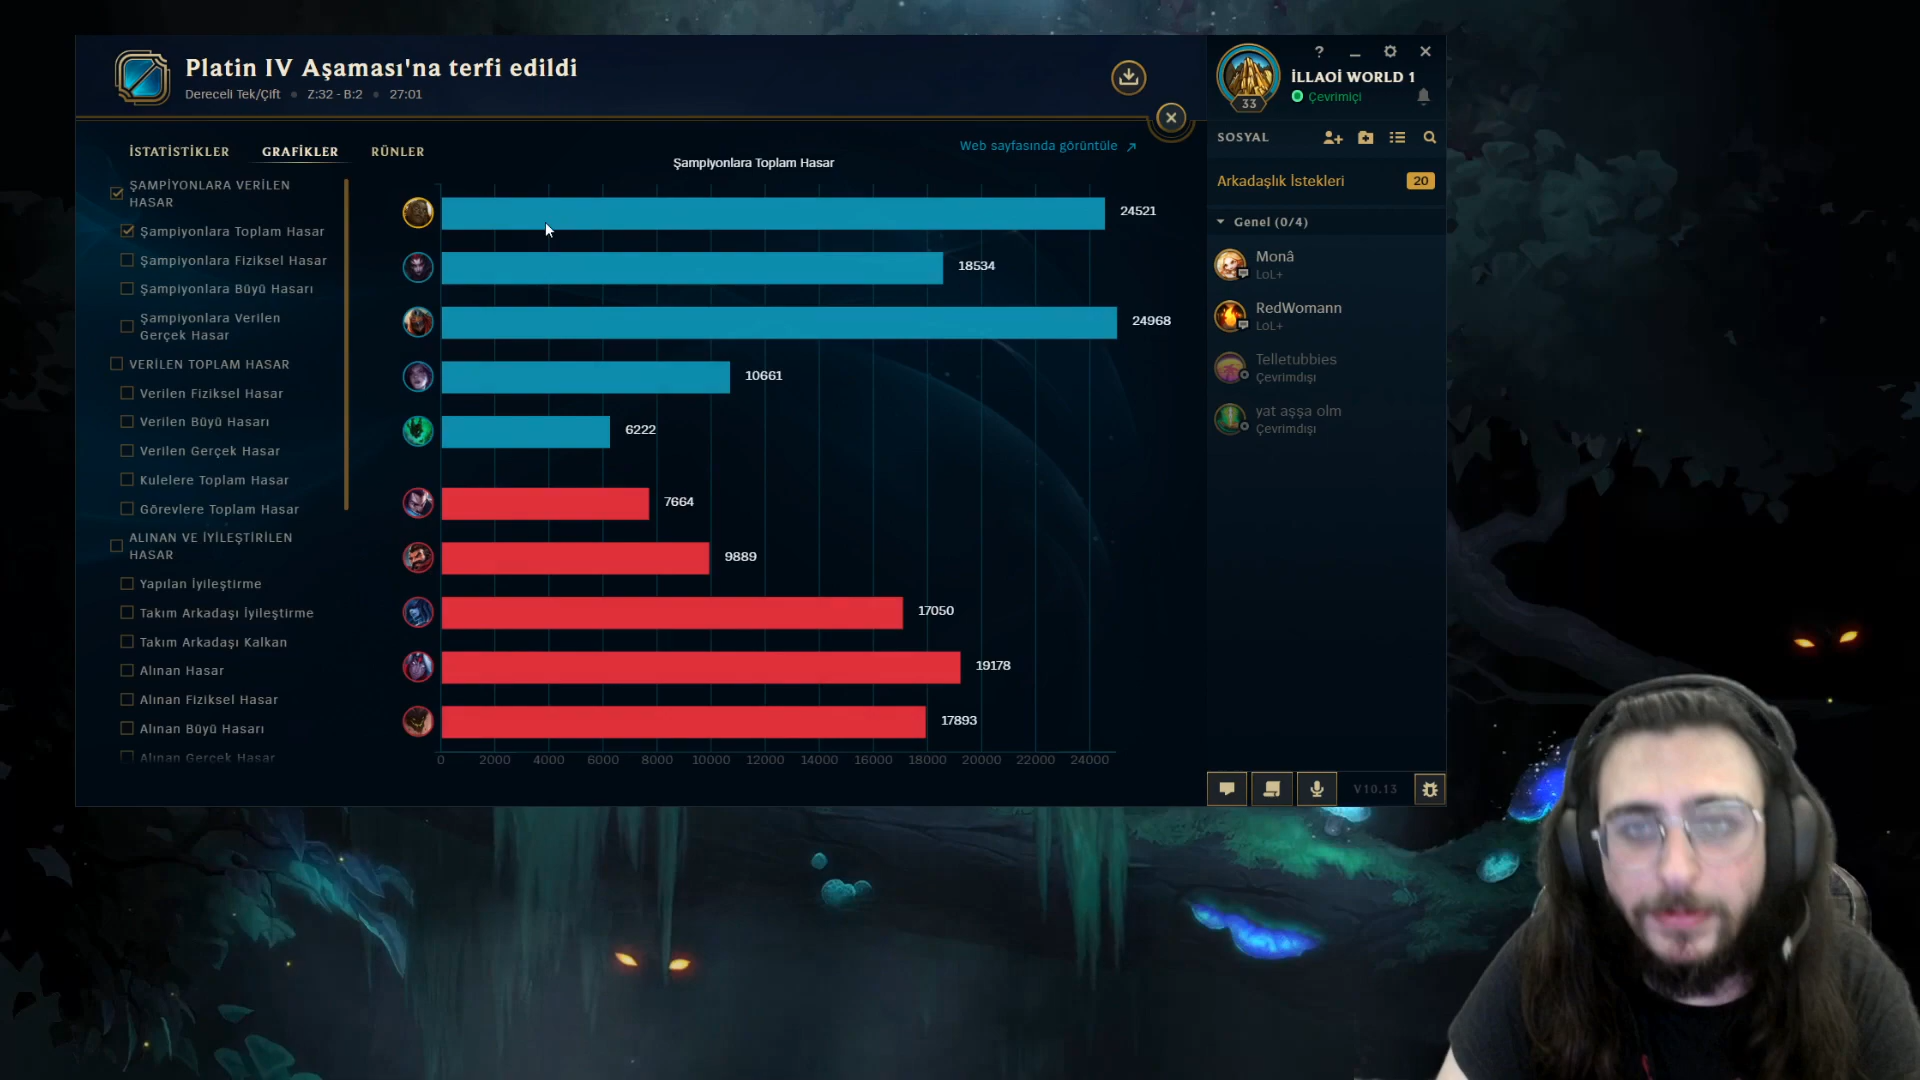 Platin IV Aşaması'na terfi edildi
Dereceli Tek/Çift • Z:32 - B:2 • 27:01
İSTATİSTİKLER GRAFİKLER RÜNLER
Web sayfasında görüntüle
Şampiyonlara Toplam Hasar
ŞAMPİYONLARA VERİLEN
HASAR
Şampiyonlara Toplam Hasar
Şampiyonlara Fiziksel Hasar
Şampiyonlara Büyü Hasarı
Şampiyonlara Verilen
Gerçek Hasar
VERİLEN TOPLAM HASAR
Verilen Fiziksel Hasar
Verilen Büyü Hasarı
Verilen Gerçek Hasar
Kulelere Toplam Hasar
Görevlere Toplam Hasar
ALINAN VE İYİLEŞTİRİLEN
HASAR
Yapılan İyileştirme
Takım Arkadaşı İyileştirme
Takım Arkadaşı Kalkan
Alınan Hasar
Alınan Fiziksel Hasar
Alınan Büyü Hasarı
Alınan Gerçek Hasar
24521
18534
24968
10661
6222
7664
9889
17050
19178
17893
0 2000 4000 6000 8000 10000 12000 14000 16000 18000 20000 22000 24000
?
İLLAOİ WORLD 1
33
Çevrimiçi
SOSYAL
Arkadaşlık İstekleri 20
Genel (0/4)
Monâ
LoL+
RedWomann
LoL+
Telletubbies
Çevrimdışı
yat aşşa olm
Çevrimdışı
V10.13